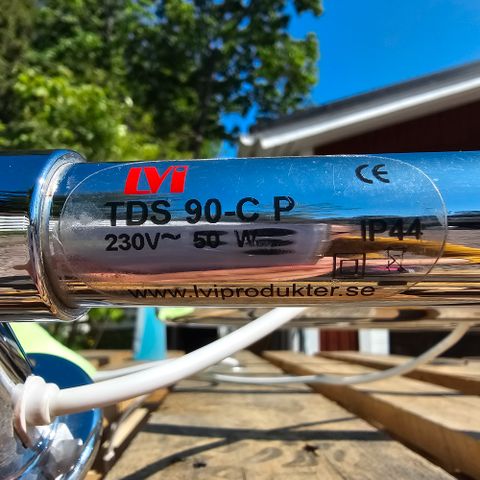 LVI
CE
TDS 90-C P
230V~ 50 W
IP44
www.lviprodukter.se